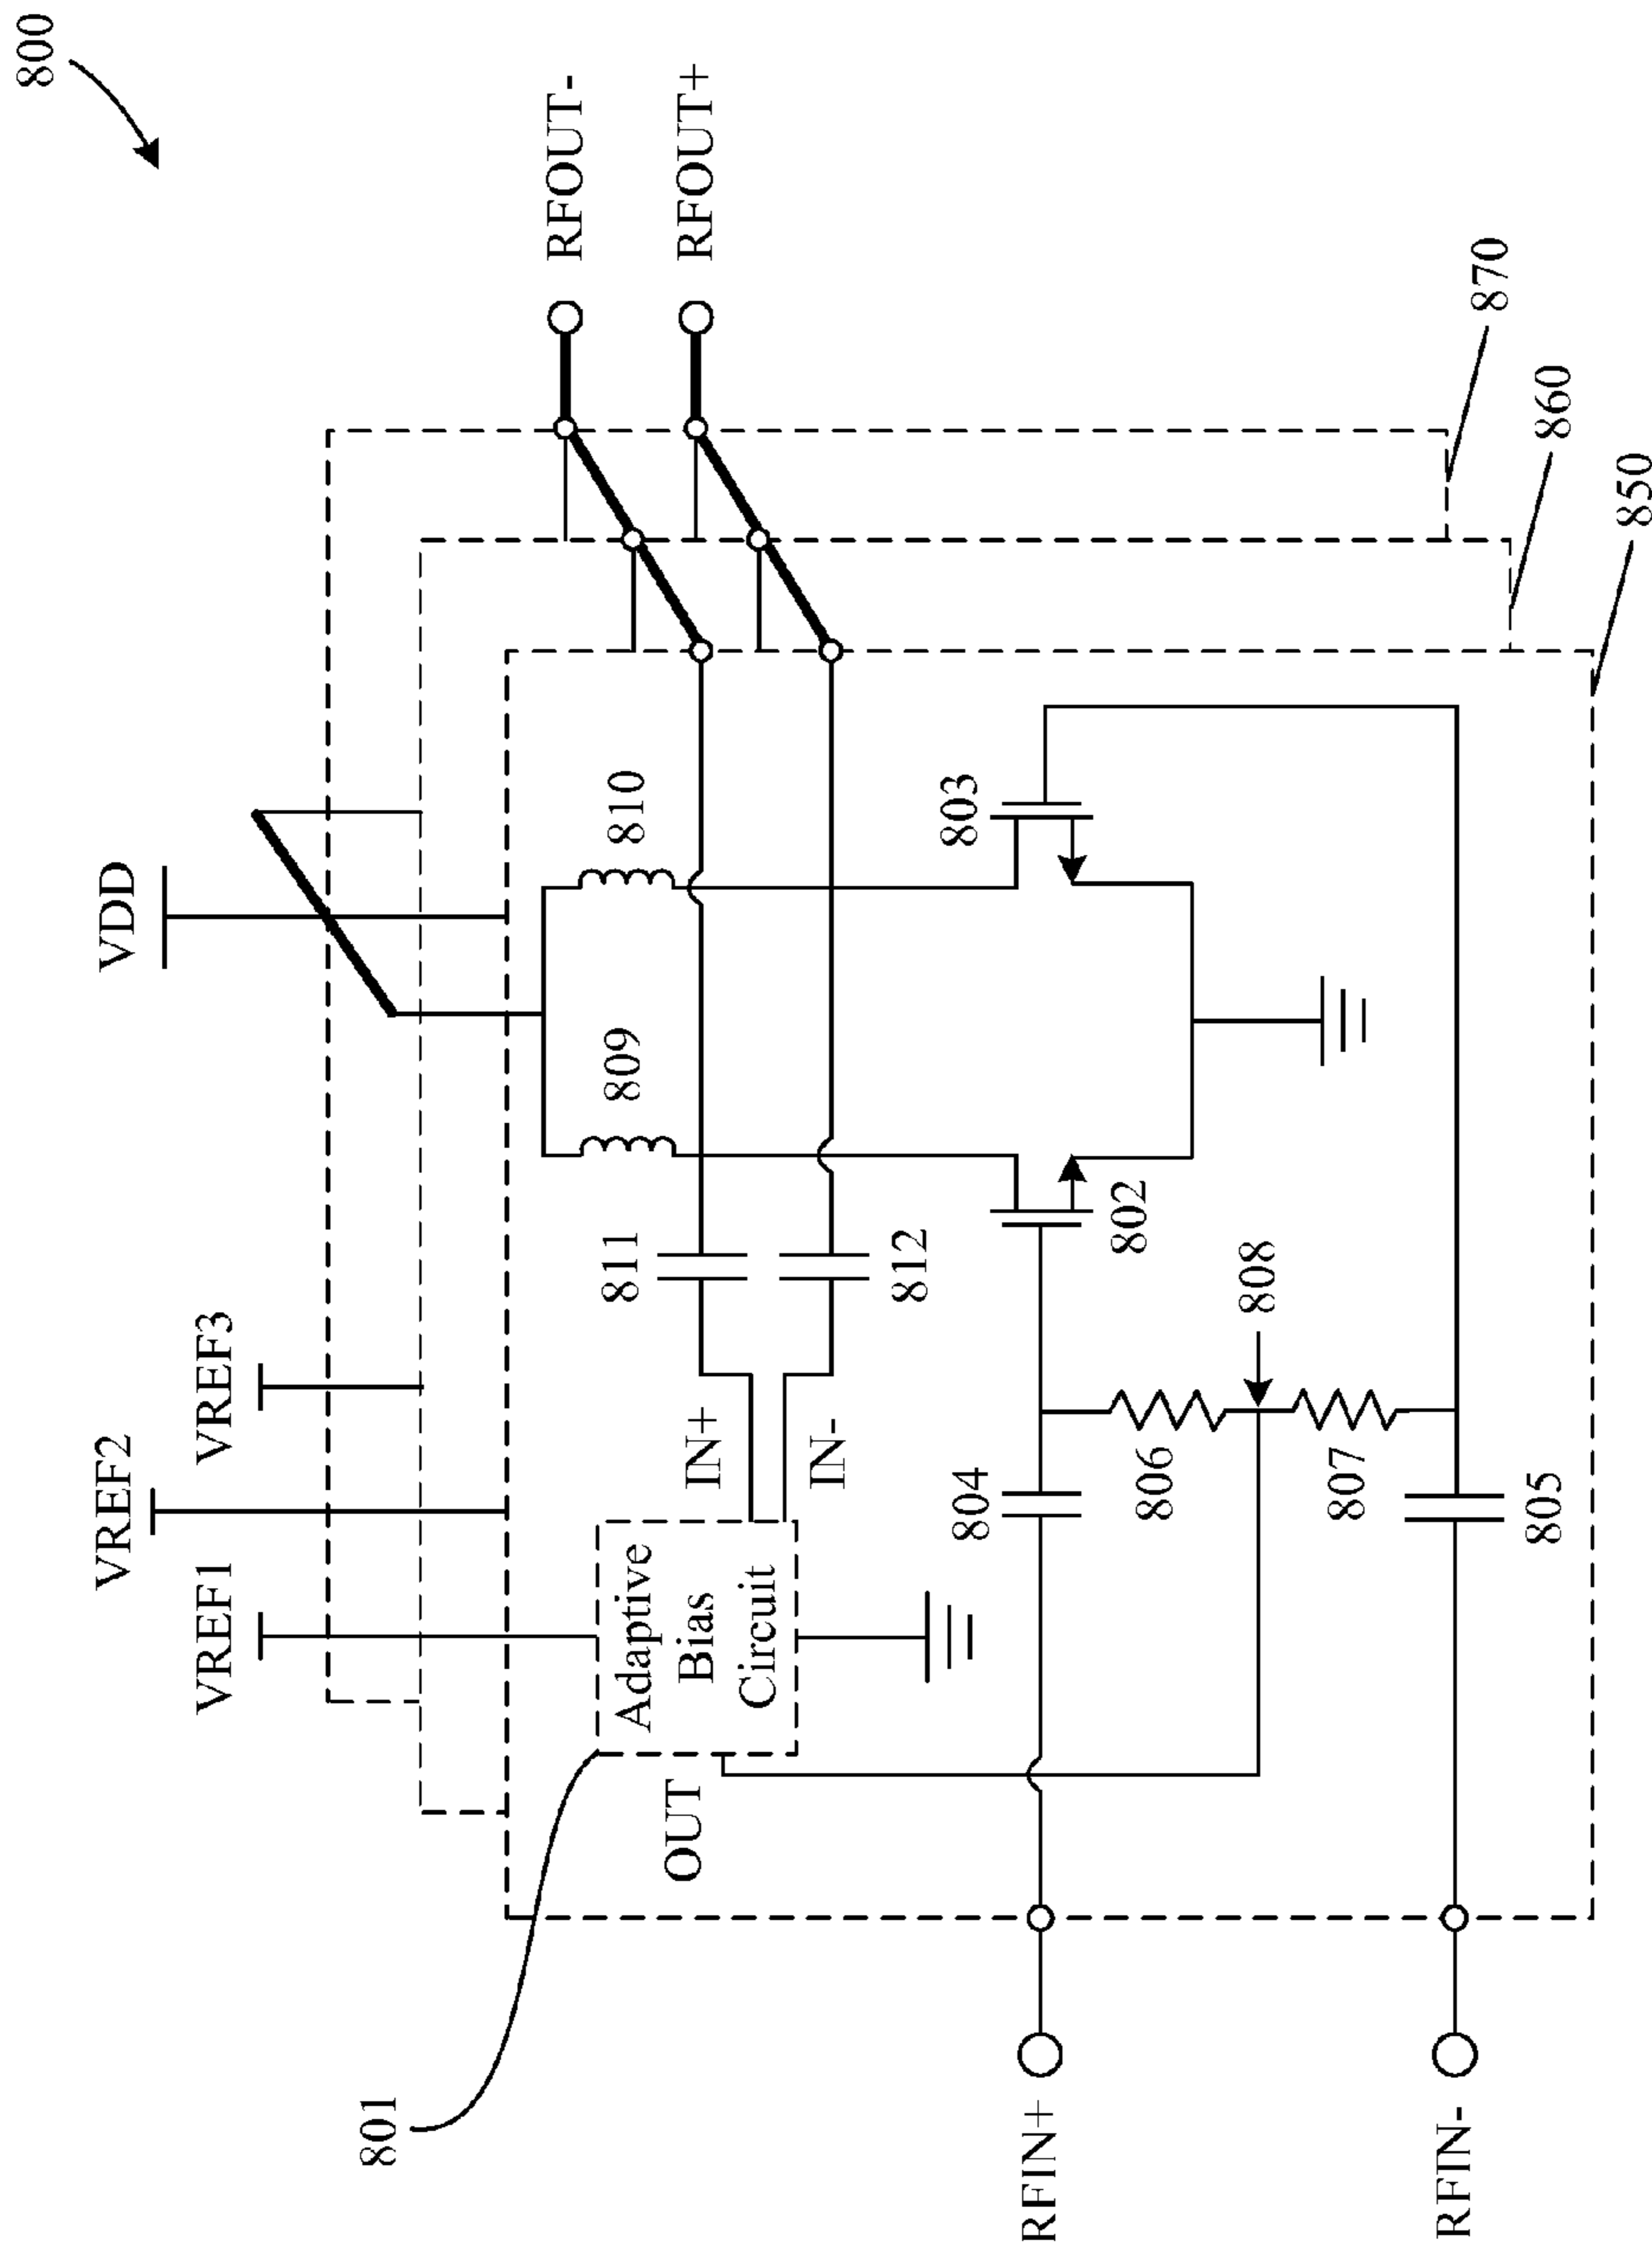 800
VDD
VREF3
VREF2
VREF1
RFOUT-
RFOUT+
870
860
850
810
809
811
812
803
802
IN+
IN-
Adaptive
Bias
Circuit
OUT
801
808
804
806
807
805
RFIN+
RFIN-